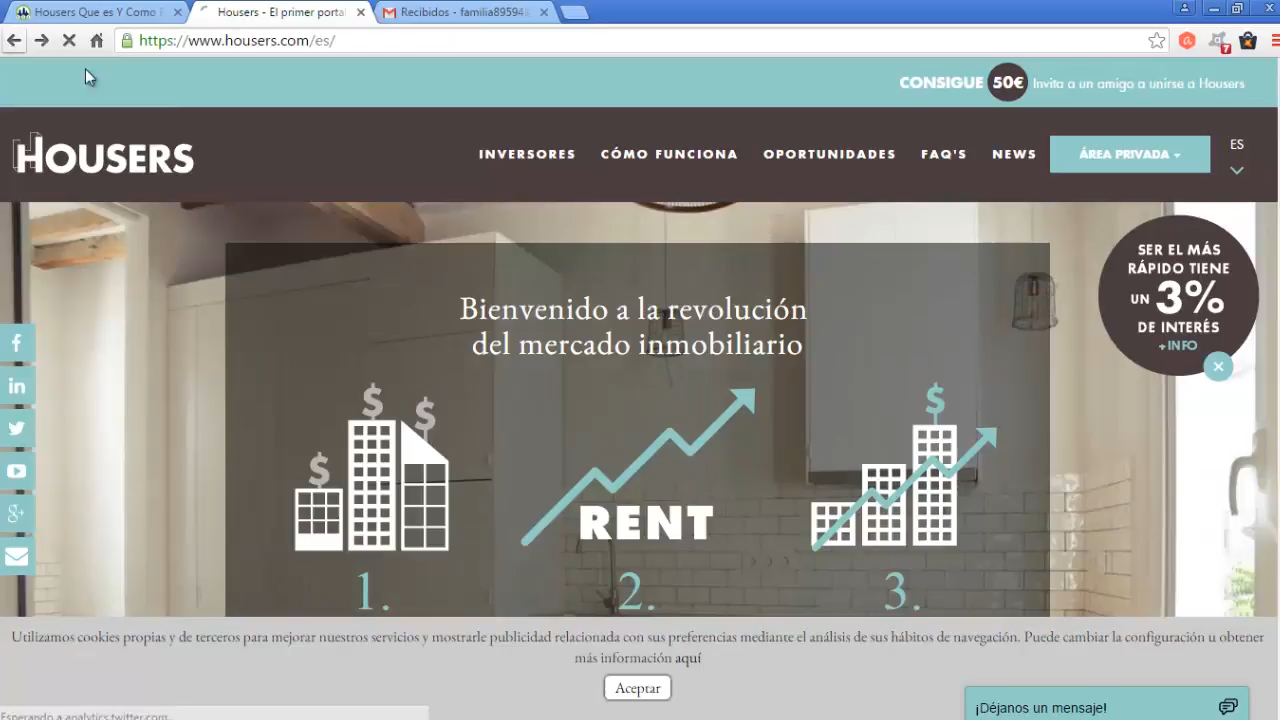 Housers Que es Y Como F
Housers - El primer porta
Recibidos - familia89594
https://www.housers.com/es/
7
CONSIGUE 50€ Invita a un amigo a unirse a Housers
HOUSERS
INVERSORES
CÓMO FUNCIONA
OPORTUNIDADES
FAQ'S
NEWS
ÁREA PRIVADA
ES
SER EL MÁS
RÁPIDO TIENE
UN 3%
DE INTERÉS
+INFO
Bienvenido a la revolución
del mercado inmobiliario
$ $ $
RENT
$
1.
2.
3.
Utilizamos cookies propias y de terceros para mejorar nuestros servicios y mostrarle publicidad relacionada con sus preferencias mediante el análisis de sus hábitos de navegación. Puede cambiar la configuración u obtener
más información aquí
Aceptar
¡Déjanos un mensaje!
Esperando a analytics.twitter.com...